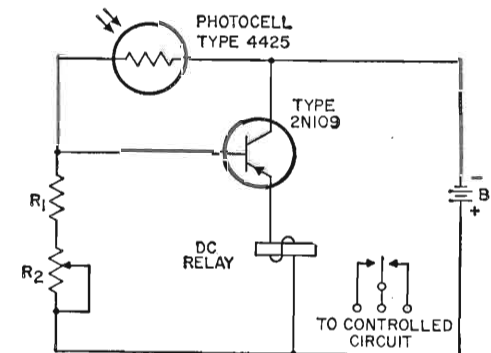 PHOTOCELL
TYPE 4425
TYPE
2N109
R1
R2
DC
RELAY
−
B
+
TO CONTROLLED
CIRCUIT